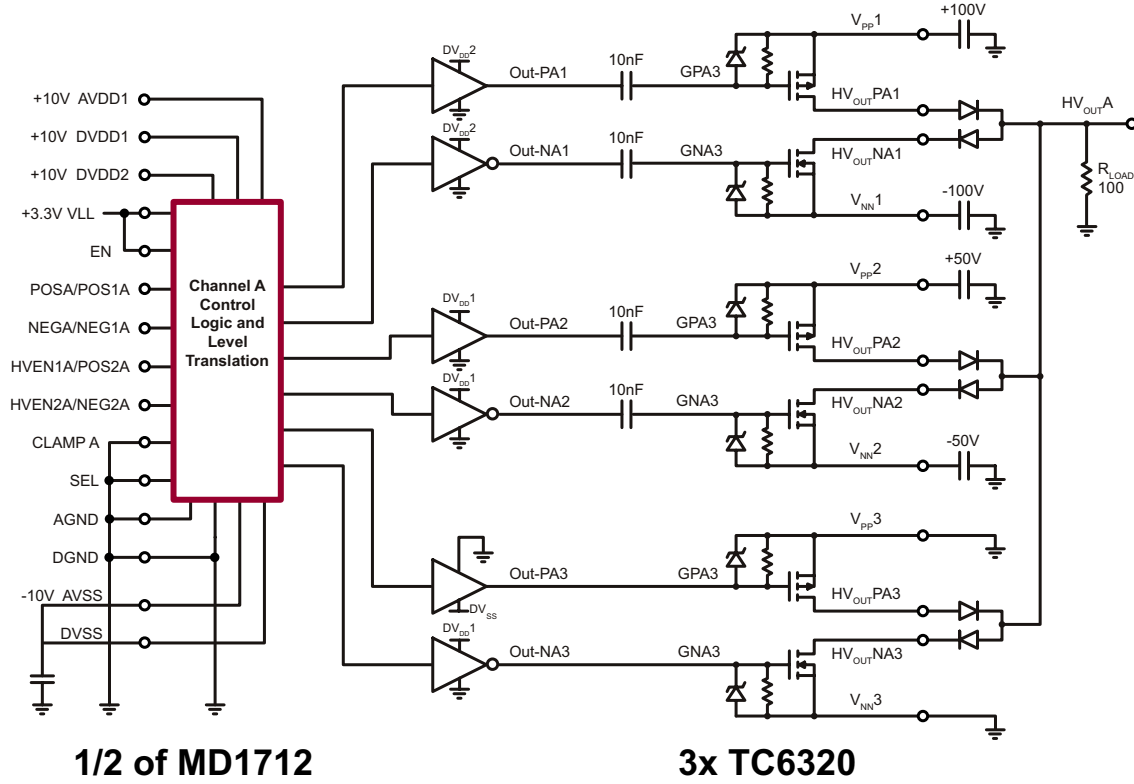 +100V
V_PP1
DV_DD2
Out-PA1
10nF
GPA3
+10V AVDD1
HV_OUTPA1
HV_OUTA
+10V DVDD1
DV_DD2
Out-NA1
10nF
GNA3
HV_OUTNA1
+10V DVDD2
R_LOAD
100
-100V
+3.3V VLL
V_NN1
EN
+50V
Channel A
Control
Logic and
Level
Translation
V_PP2
POSA/POS1A
DV_DD1
Out-PA2
10nF
GPA3
NEGA/NEG1A
HV_OUTPA2
HVEN1A/POS2A
DV_DD1
Out-NA2
10nF
GNA3
HV_OUTNA2
HVEN2A/NEG2A
CLAMP A
-50V
V_NN2
SEL
AGND
V_PP3
DGND
Out-PA3
GPA3
-10V AVSS
DV_SS
HV_OUTPA3
DVSS
DV_DD1
Out-NA3
GNA3
HV_OUTNA3
V_NN3
1/2 of MD1712
3x TC6320